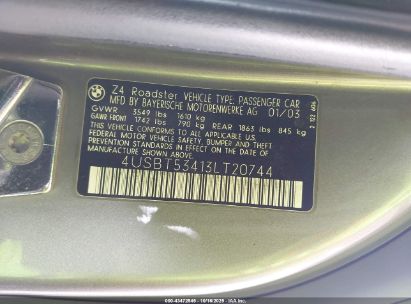 Z4 Roadster VEHICLE TYPE: PASSENGER CAR
MFD BY BAYERISCHE MOTORENWERKE AG 01/03
GVWR 3549 lbs 1610 kg
GAWR FRONT 1742 lbs 790 kg REAR 1863 lbs 845 kg
THIS VEHICLE CONFORMS TO ALL APPLICABLE U.S.
FEDERAL MOTOR VEHICLE SAFETY, BUMPER AND THEFT
PREVENTION STANDARDS IN EFFECT ON THE DATE OF
MANUFACTURE SHOWN ABOVE.
4USBT53413LT20744